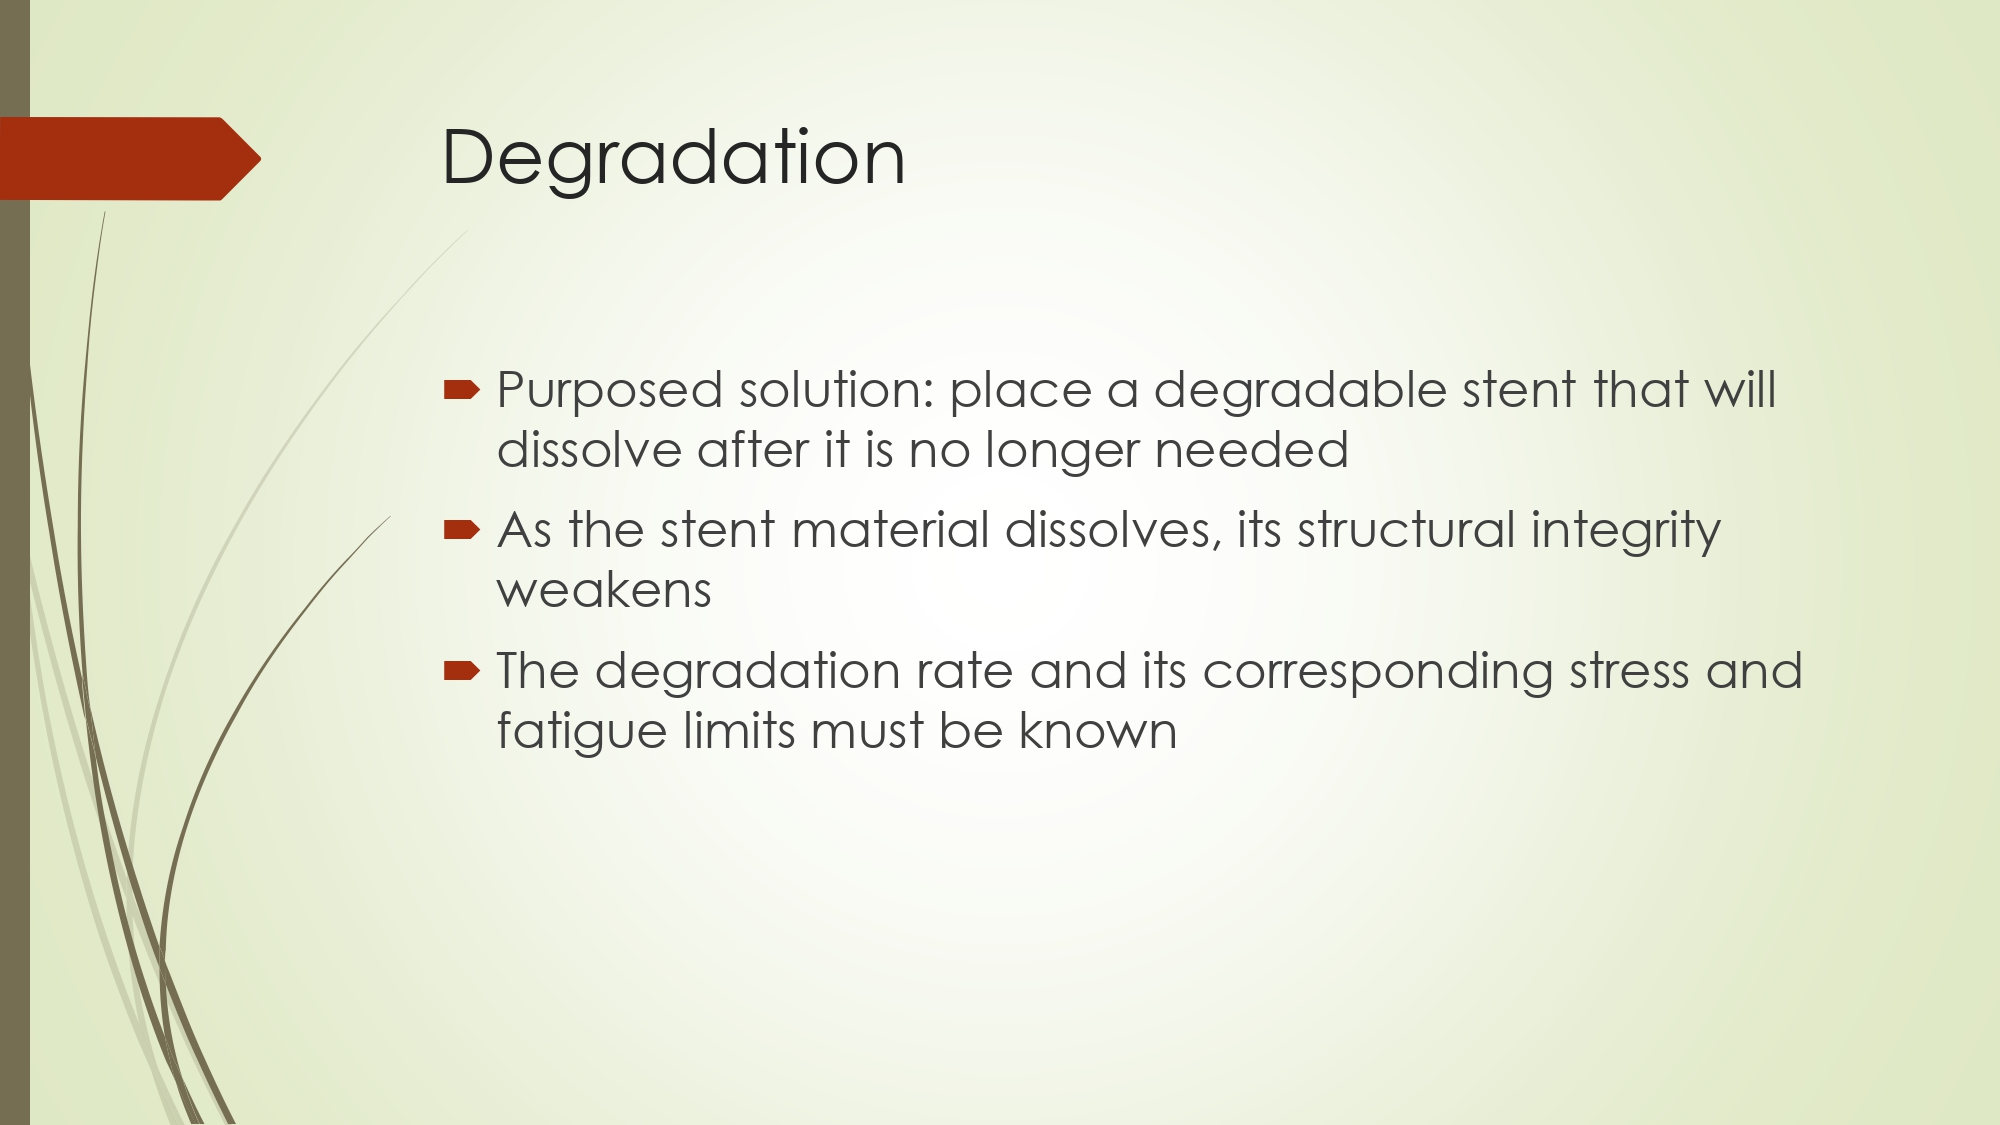 Degradation
Purposed solution: place a degradable stent that will
dissolve after it is no longer needed
As the stent material dissolves, its structural integrity
weakens
The degradation rate and its corresponding stress and
fatigue limits must be known